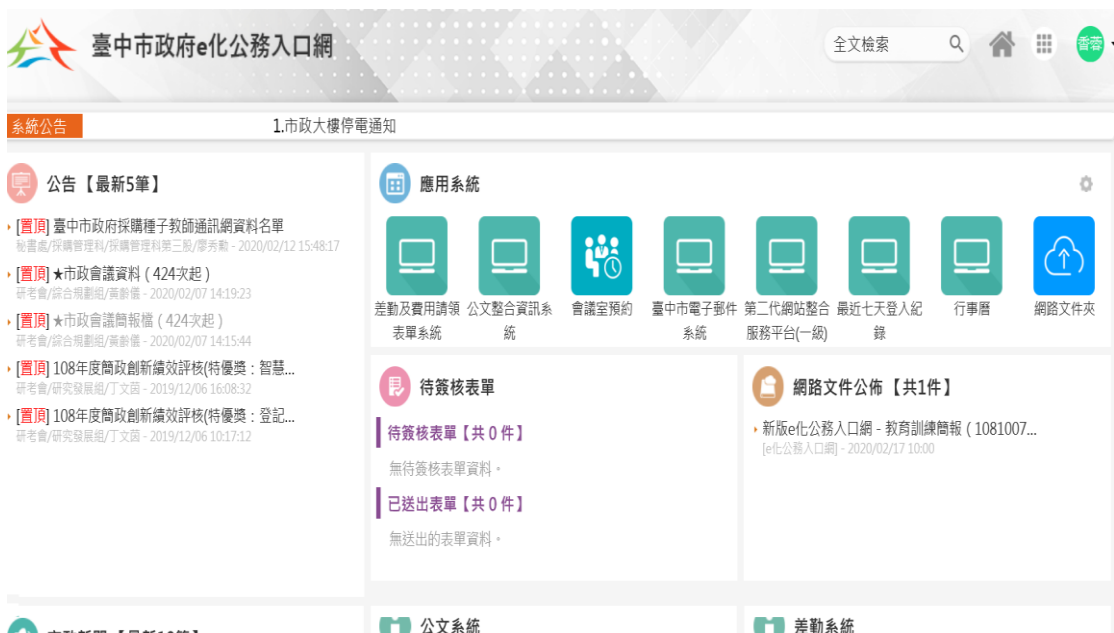 臺中市政府e化公務入口網
全文檢索
香蓉
系統公告
1.市政大樓停電通知
公告【最新5筆】
[置頂] 臺中市政府採購種子教師通訊網資料名單
秘書處/採購管理科/採購管理科第三股/廖秀勳 - 2020/02/12 15:48:17
[置頂] ★市政會議資料 ( 424次起 )
研考會/綜合規劃組/黃齡儀 - 2020/02/07 14:19:23
[置頂] ★市政會議簡報檔 ( 424次起 )
研考會/綜合規劃組/黃齡儀 - 2020/02/07 14:15:44
[置頂] 108年度簡政創新績效評核(特優獎：智慧...
研考會/研究發展組/丁文茵 - 2019/12/06 16:08:32
[置頂] 108年度簡政創新績效評核(特優獎：登記...
研考會/研究發展組/丁文茵 - 2019/12/06 10:17:12
應用系統
差勤及費用請領
表單系統
公文整合資訊系
統
會議室預約
臺中市電子郵件
系統
第二代網站整合
服務平台(一級)
最近七天登入紀
錄
行事曆
網路文件夾
待簽核表單
待簽核表單【共 0 件】
無待簽核表單資料。
已送出表單【共 0 件】
無送出的表單資料。
網路文件公佈【共1件】
新版e化公務入口網 - 教育訓練簡報 ( 1081007...
[e化公務入口網] - 2020/02/17 10:00
市政新聞【最新10筆】
公文系統
差勤系統